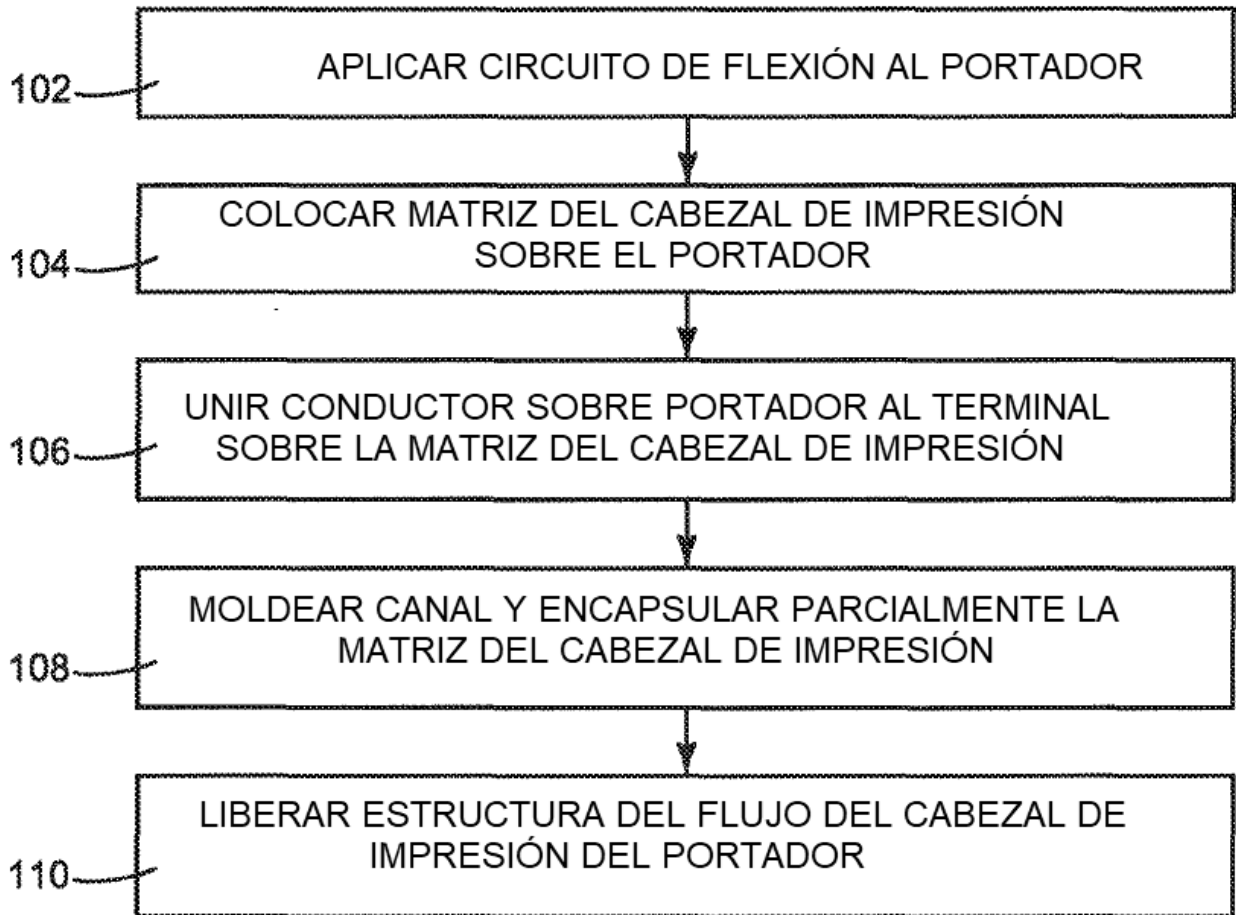 102
APLICAR CIRCUITO DE FLEXIÓN AL PORTADOR
104
COLOCAR MATRIZ DEL CABEZAL DE IMPRESIÓN
SOBRE EL PORTADOR
106
UNIR CONDUCTOR SOBRE PORTADOR AL TERMINAL
SOBRE LA MATRIZ DEL CABEZAL DE IMPRESIÓN
108
MOLDEAR CANAL Y ENCAPSULAR PARCIALMENTE LA
MATRIZ DEL CABEZAL DE IMPRESIÓN
110
LIBERAR ESTRUCTURA DEL FLUJO DEL CABEZAL DE
IMPRESIÓN DEL PORTADOR